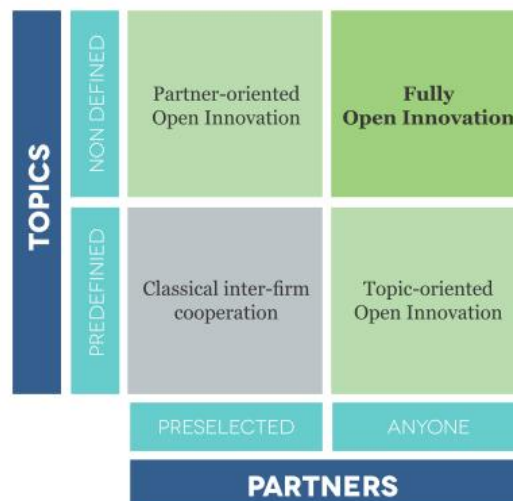 TOPICS
NON DEFINED
Partner-oriented
Open Innovation
Fully
Open Innovation
PREDEFINIED
Classical inter-firm
cooperation
Topic-oriented
Open Innovation
PRESELECTED
ANYONE
PARTNERS